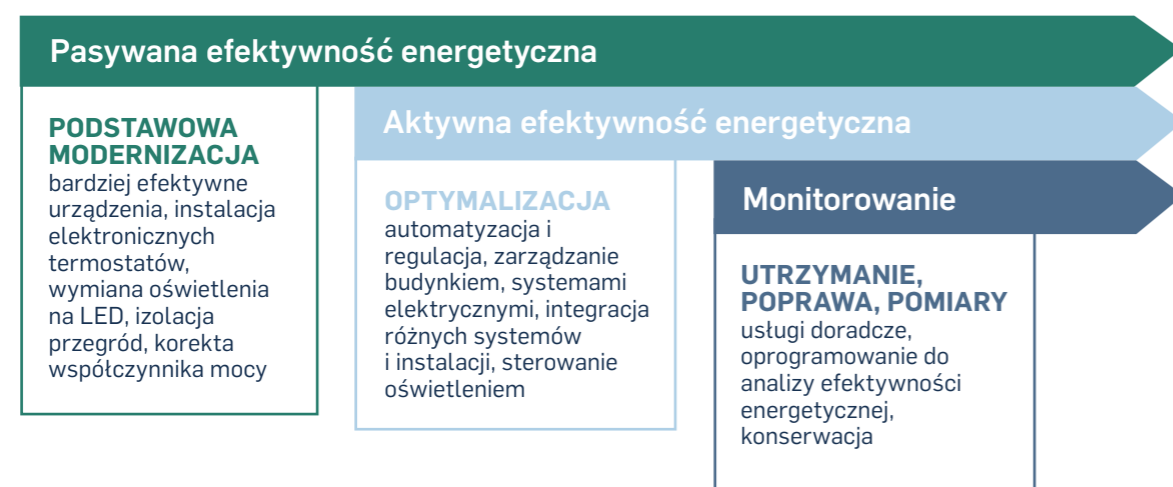 Pasywana efektywność energetyczna
PODSTAWOWA
MODERNIZACJA
bardziej efektywne
urządzenia, instalacja
elektronicznych
termostatów,
wymiana oświetlenia
na LED, izolacja
przegród, korekta
współczynnika mocy
Aktywna efektywność energetyczna
OPTYMALIZACJA
automatyzacja i
regulacja, zarządzanie
budynkiem, systemami
elektrycznymi, integracja
różnych systemów
i instalacji, sterowanie
oświetleniem
Monitorowanie
UTRZYMANIE,
POPRAWA, POMIARY
usługi doradcze,
oprogramowanie do
analizy efektywności
energetycznej,
konserwacja